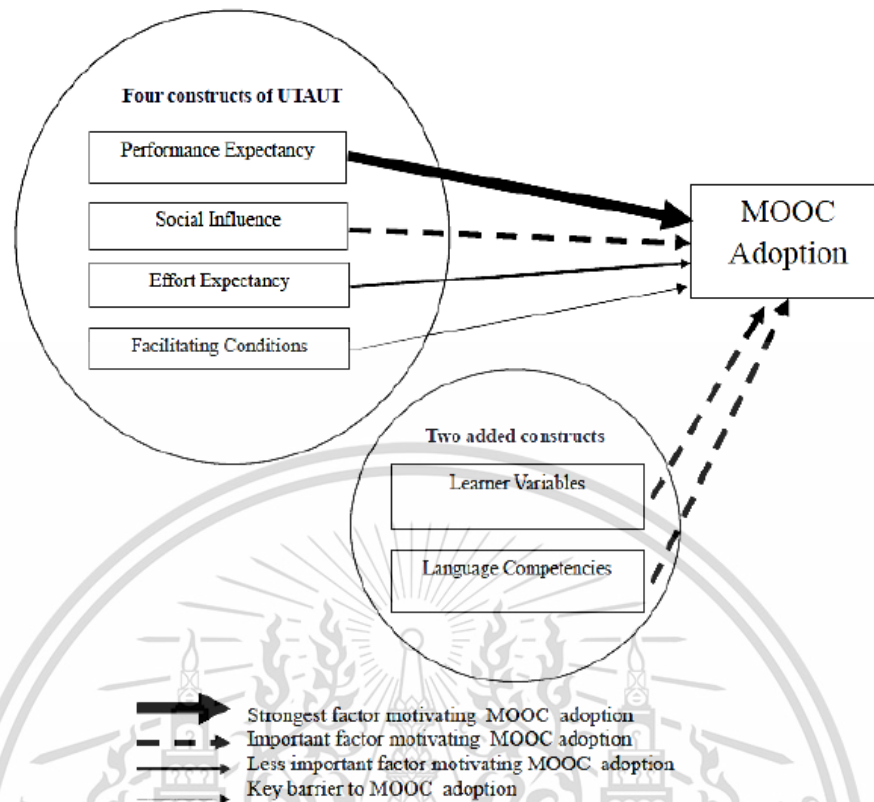 Four constructs of UTAUT
Performance Expectancy
Social Influence
Effort Expectancy
Facilitating Conditions
MOOC
Adoption
Two added constructs
Learner Variables
Language Competencies
Strongest factor motivating MOOC adoption
Important factor motivating MOOC adoption
Less important factor motivating MOOC adoption
Key barrier to MOOC adoption